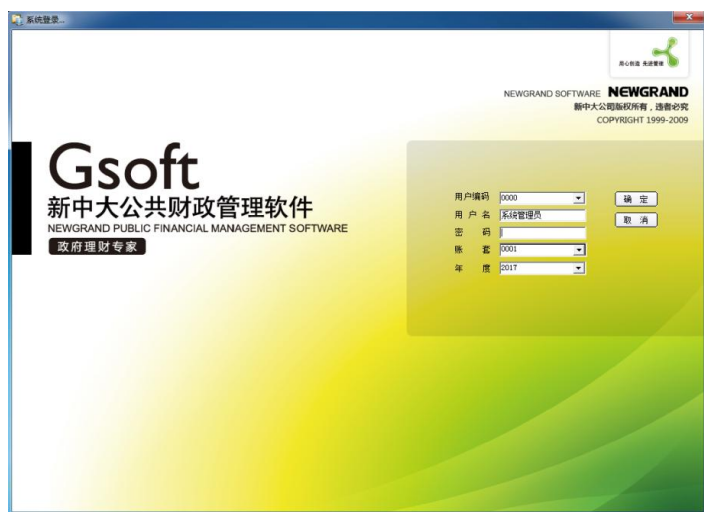 系统登录...
用心创造 先进管理
NEWGRAND SOFTWARE NEWGRAND
新中大公司版权所有，违者必究
COPYRIGHT 1999-2009
Gsoft
新中大公共财政管理软件
NEWGRAND PUBLIC FINANCIAL MANAGEMENT SOFTWARE
政府理财专家
用户编码 0000 确 定
用 户 名 系统管理员 取 消
密 码
账 套 0001
年 度 2017